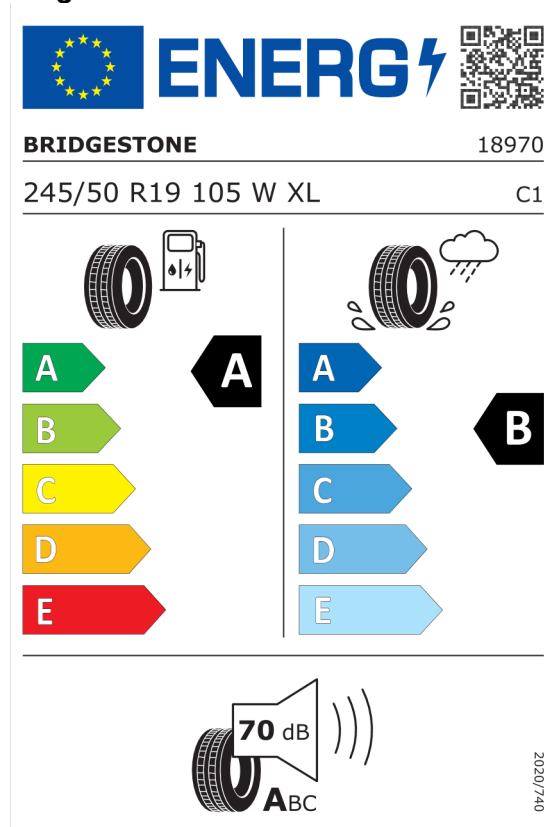 ENERG
BRIDGESTONE 18970
245/50 R19 105 W XL C1
A A A
B B B
C C
D D
E E
70 dB
ABC
2020/740